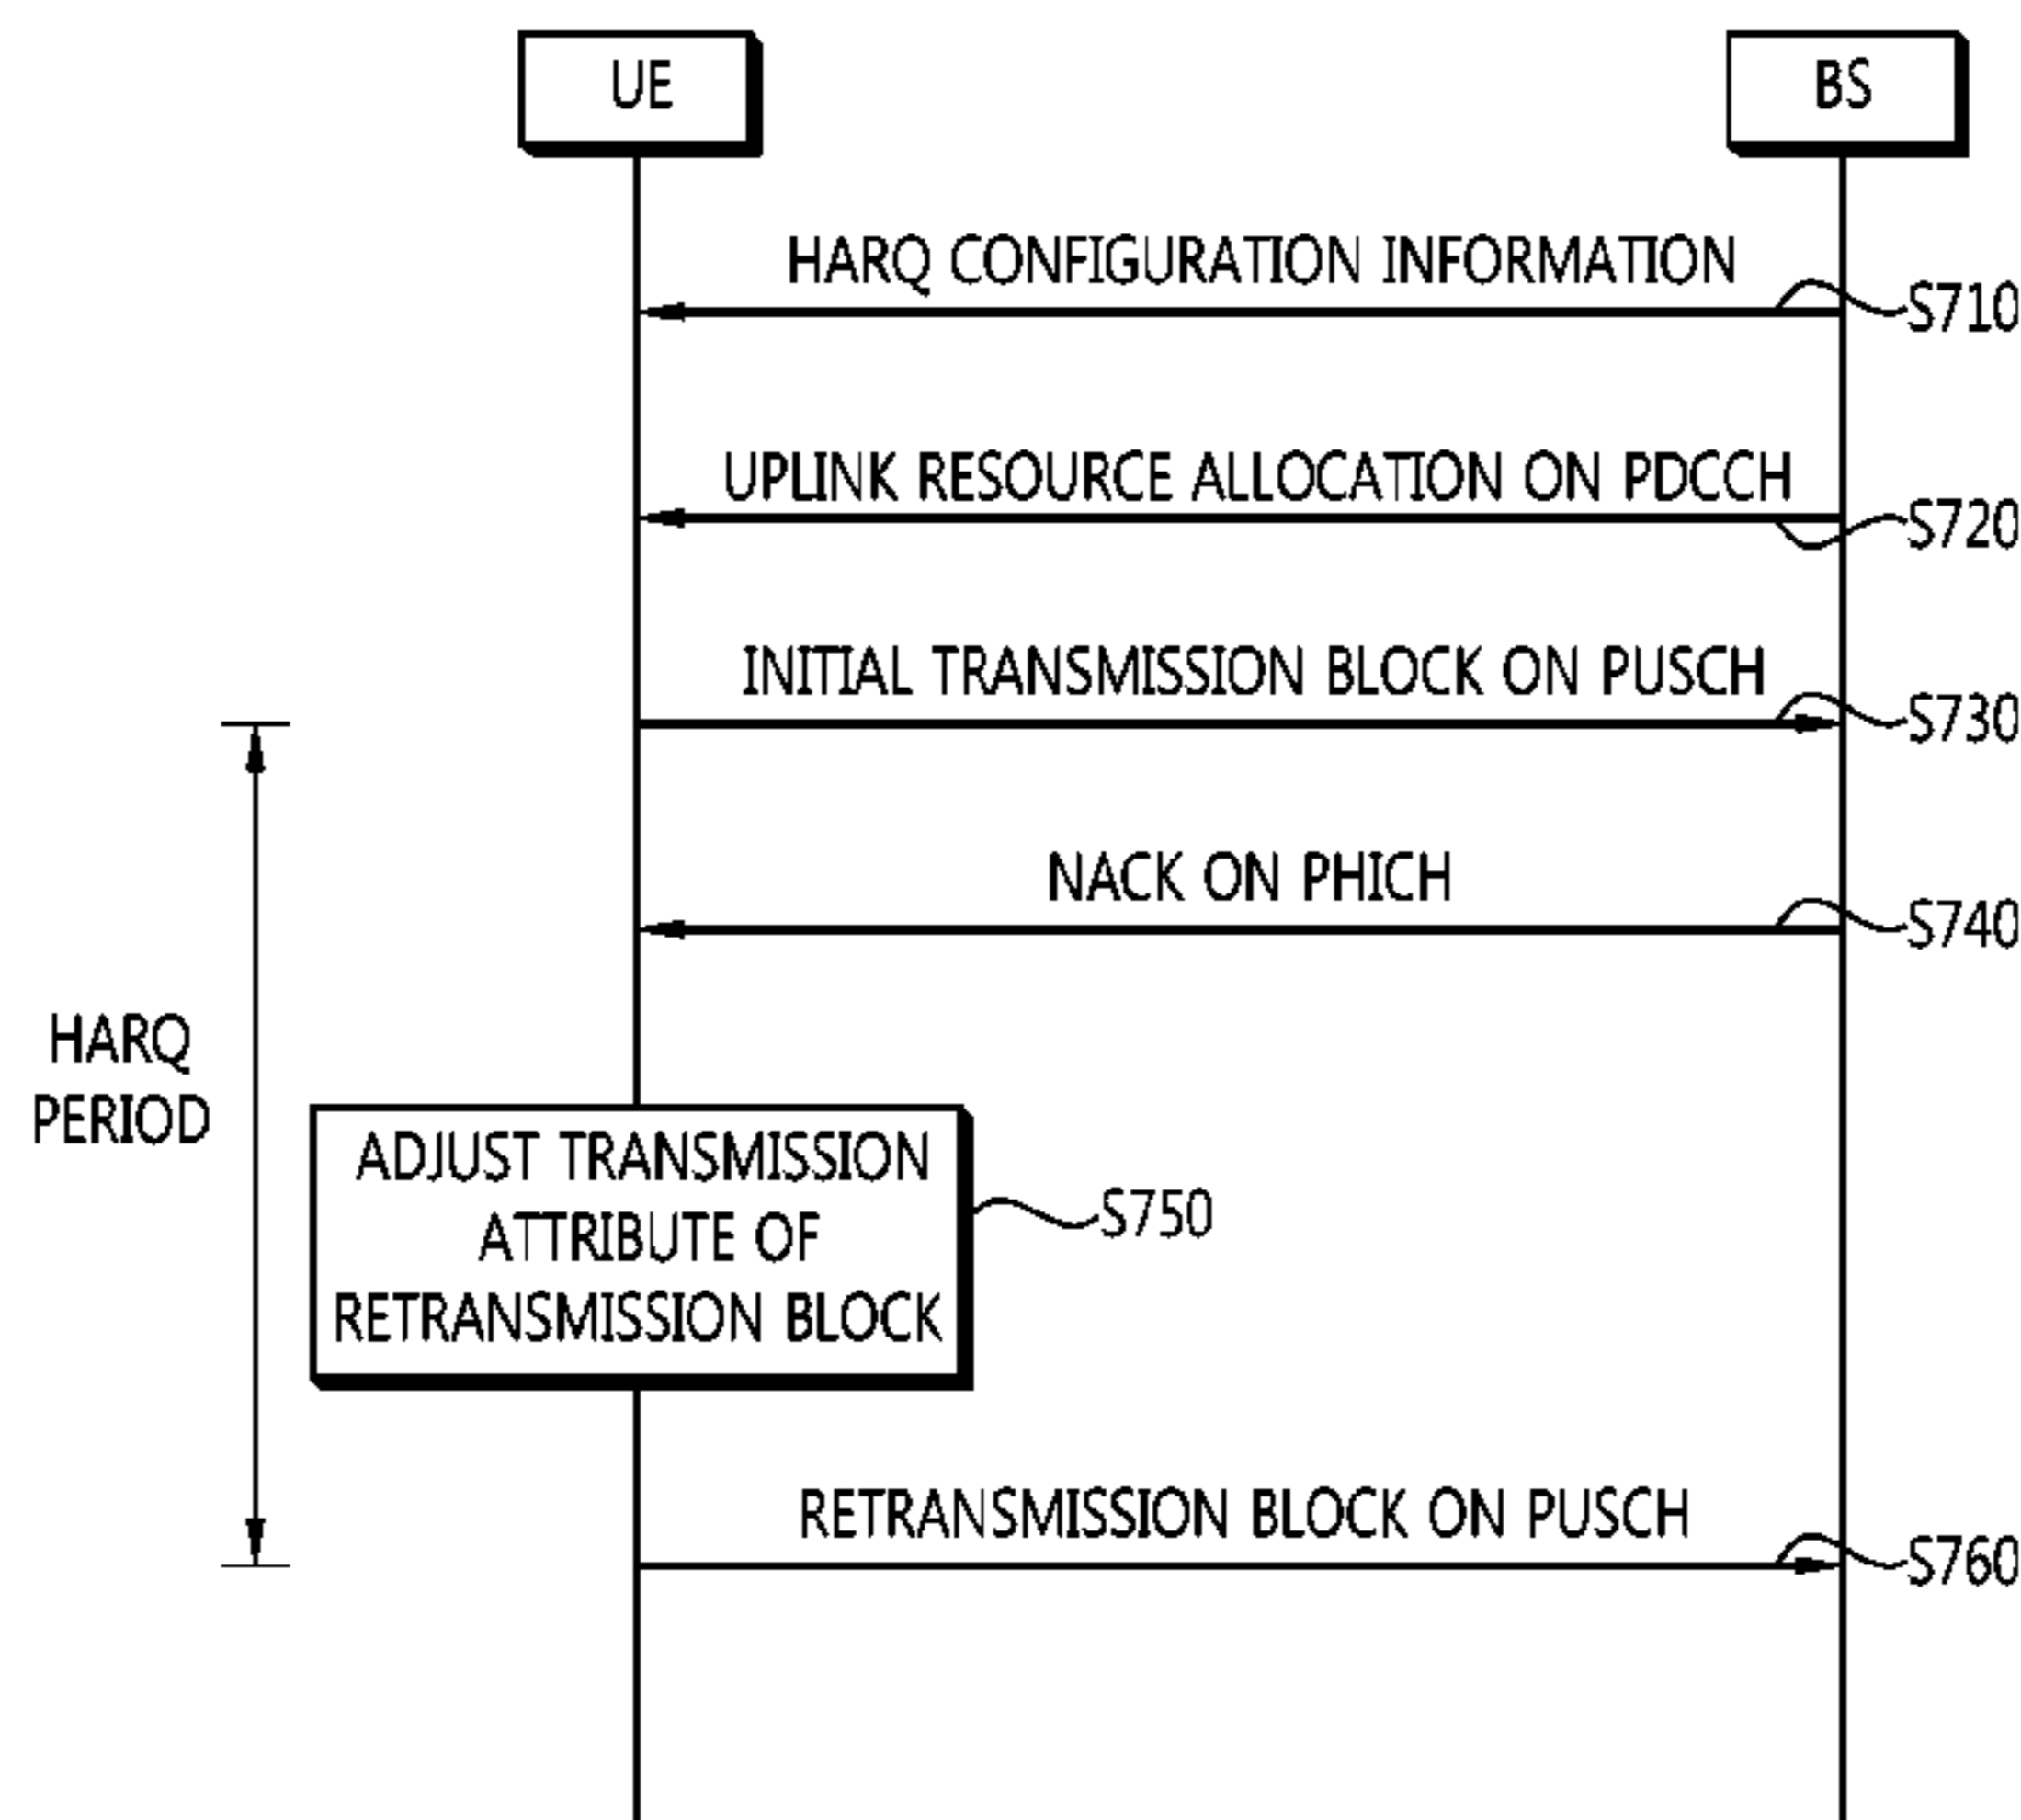 UE
BS
HARQ CONFIGURATION INFORMATION
S710
UPLINK RESOURCE ALLOCATION ON PDCCH
S720
INITIAL TRANSMISSION BLOCK ON PUSCH
S730
NACK ON PHICH
S740
HARQ
PERIOD
ADJUST TRANSMISSION
ATTRIBUTE OF
RETRANSMISSION BLOCK
S750
RETRANSMISSION BLOCK ON PUSCH
S760